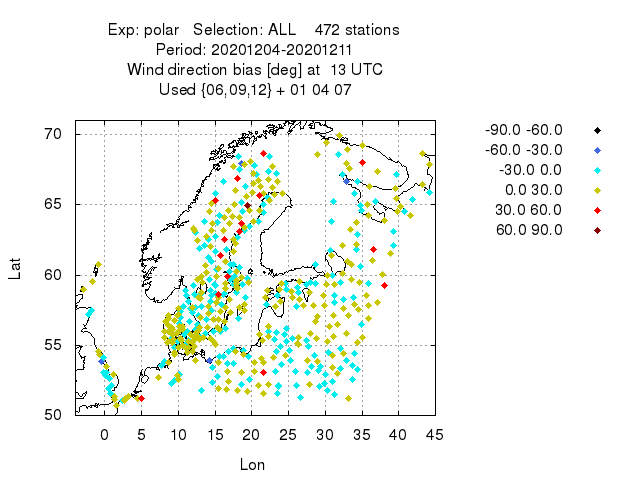 Exp: polar   Selection: ALL    472 stations
Period: 20201204-20201211
Wind direction bias [deg] at  13 UTC
Used {06,09,12} + 01 04 07
-90.0 -60.0
-60.0 -30.0
-30.0 0.0
0.0 30.0
30.0 60.0
60.0 90.0
70
65
60
55
50
Lat
0 5 10 15 20 25 30 35 40 45
Lon